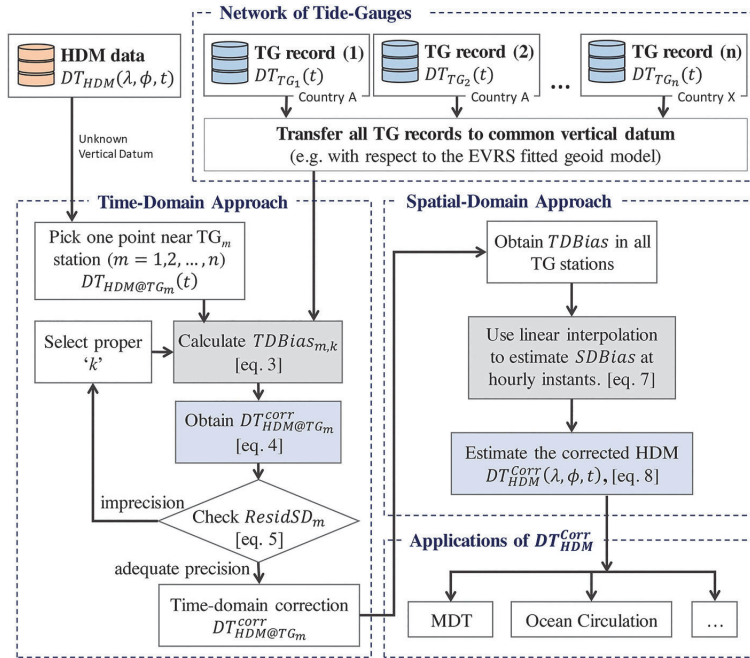 Network of Tide-Gauges
HDM data
DT_HDM(λ,ϕ,t)
TG record (1)
DT_TG₁(t)
Country A
TG record (2)
DT_TG₂(t)
Country A
...
TG record (n)
DT_TGₙ(t)
Country X
Transfer all TG records to common vertical datum
(e.g. with respect to the EVRS fitted geoid model)
Unknown
Vertical Datum
Time-Domain Approach
Pick one point near TGₘ
station (m = 1,2, ..., n)
DT_HDM@TGₘ(t)
Select proper
‘k’
Calculate TDBias_m,k
[eq. 3]
Obtain DT^corr_HDM@TGₘ
[eq. 4]
imprecision
Check ResidSDₘ
[eq. 5]
adequate precision
Time-domain correction
DT^corr_HDM@TGₘ
Spatial-Domain Approach
Obtain TDBias in all
TG stations
Use linear interpolation
to estimate SDBias at
hourly instants. [eq. 7]
Estimate the corrected HDM
DT^Corr_HDM(λ,ϕ,t), [eq. 8]
Applications of DT^Corr_HDM
MDT
Ocean Circulation
...